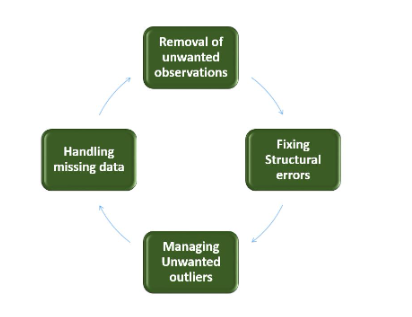 Removal of
unwanted
observations
Fixing
Structural
errors
Managing
Unwanted
outliers
Handling
missing data